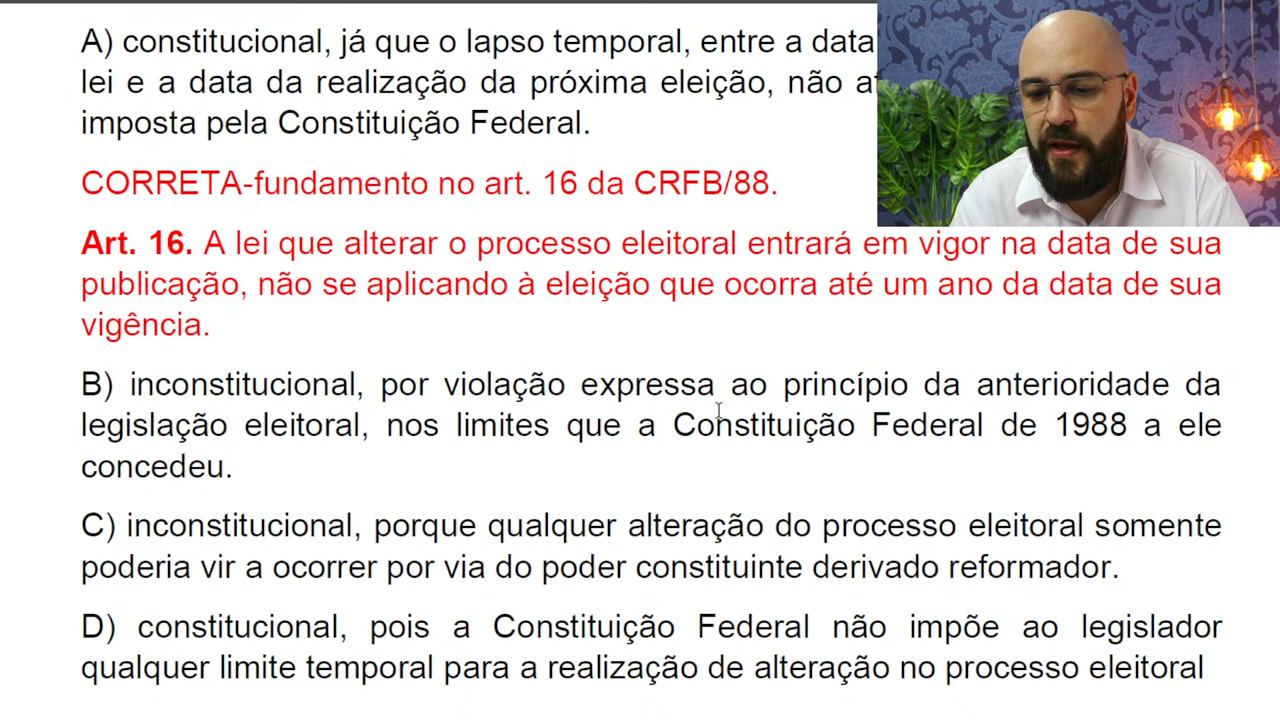 A) constitucional, já que o lapso temporal, entre a data
lei e a data da realização da próxima eleição, não
imposta pela Constituição Federal.
CORRETA-fundamento no art. 16 da CRFB/88.
Art. 16. A lei que alterar o processo eleitoral entrará em vigor na data de sua
publicação, não se aplicando à eleição que ocorra até um ano da data de sua
vigência.
B) inconstitucional, por violação expressa ao princípio da anterioridade da
legislação eleitoral, nos limites que a Constituição Federal de 1988 a ele
concedeu.
C) inconstitucional, porque qualquer alteração do processo eleitoral somente
poderia vir a ocorrer por via do poder constituinte derivado reformador.
D) constitucional, pois a Constituição Federal não impõe ao legislador
qualquer limite temporal para a realização de alteração no processo eleitoral